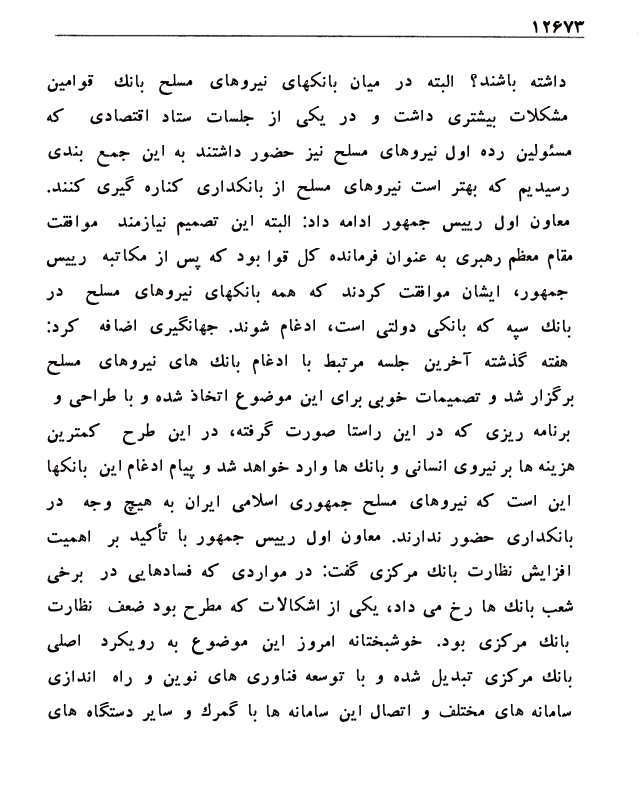 ۱۲۶۷۳
داشته باشند؟ البته در میان بانکهای نیروهای مسلح بانك قوامین
مشکلات بیشتری داشت و در یکی از جلسات ستاد اقتصادی که
مسئولین رده اول نیروهای مسلح نیز حضور داشتند به این جمع بندی
رسیدیم که بهتر است نیروهای مسلح از بانکداری کناره گیری کنند.
معاون اول رییس جمهور ادامه داد: البته این تصمیم نیازمند موافقت
مقام معظم رهبری به عنوان فرمانده کل قوا بود که پس از مکاتبه رییس
جمهور، ایشان موافقت کردند که همه بانکهای نیروهای مسلح در
بانك سپه که بانکی دولتی است، ادغام شوند. جهانگیری اضافه کرد:
هفته گذشته آخرین جلسه مرتبط با ادغام بانك های نیروهای مسلح
برگزار شد و تصمیمات خوبی برای این موضوع اتخاذ شده و با طراحی و
برنامه ریزی که در این راستا صورت گرفته، در این طرح کمترین
هزینه ها بر نیروی انسانی و بانك ها وارد خواهد شد و پیام ادغام این بانکها
این است که نیروهای مسلح جمهوری اسلامی ایران به هیچ وجه در
بانکداری حضور ندارند. معاون اول رییس جمهور با تأکید بر اهمیت
افزایش نظارت بانك مرکزی گفت: در مواردی که فسادهایی در برخی
شعب بانك ها رخ می داد، یکی از اشکالات که مطرح بود ضعف نظارت
بانك مرکزی بود. خوشبختانه امروز این موضوع به رویکرد اصلی
بانك مرکزی تبدیل شده و با توسعه فناوری های نوین و راه اندازی
سامانه های مختلف و اتصال این سامانه ها با گمرك و سایر دستگاه های